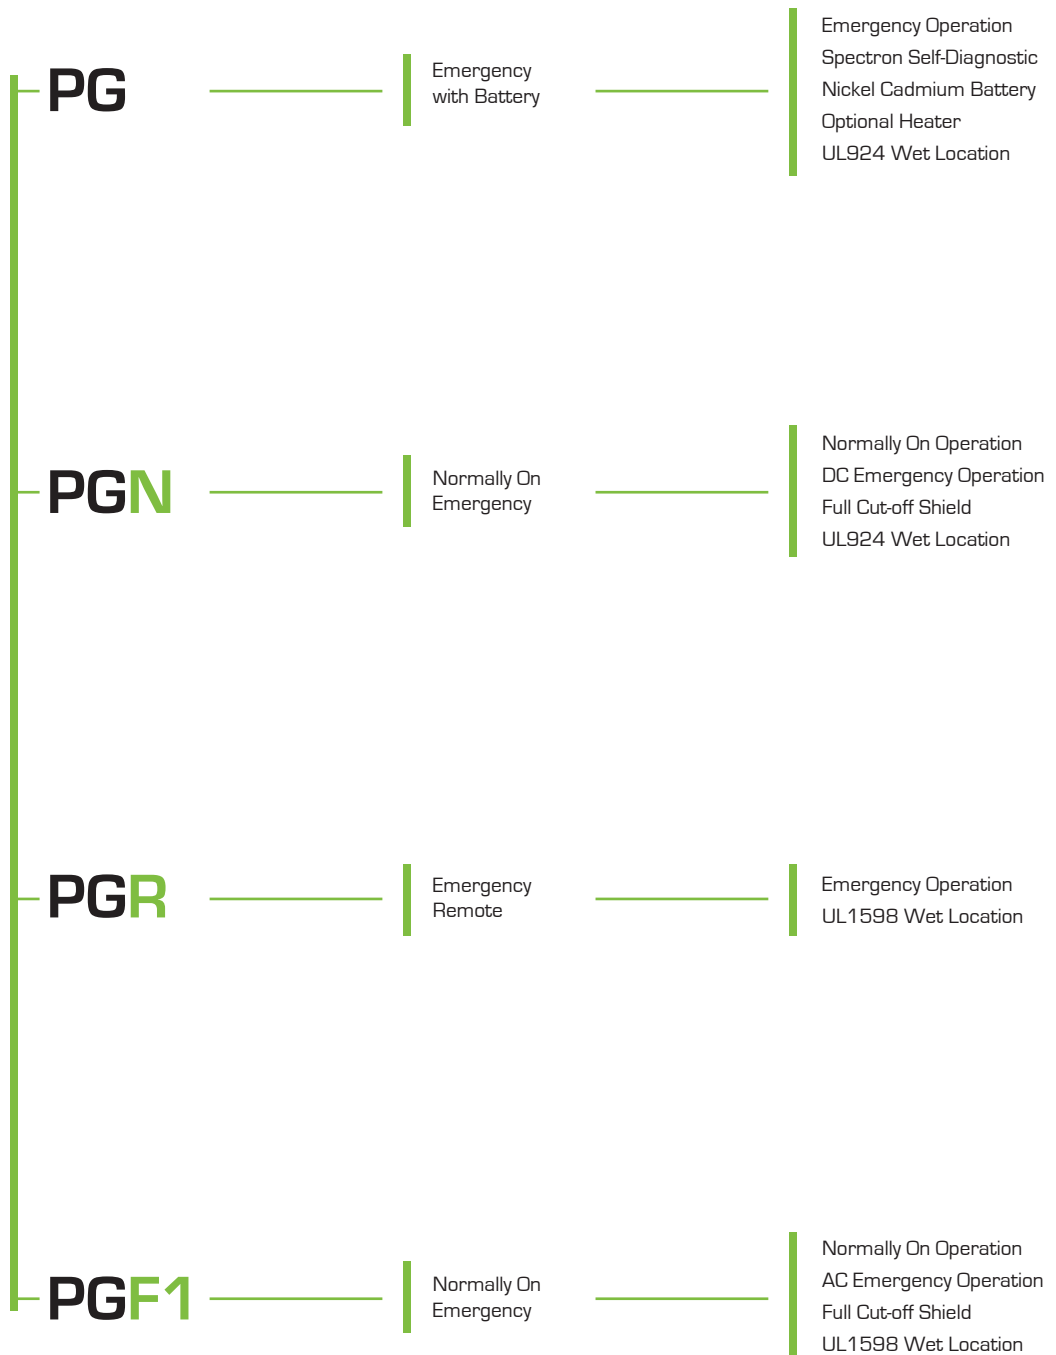 PG
Emergency
with Battery
Emergency Operation
Spectron Self-Diagnostic
Nickel Cadmium Battery
Optional Heater
UL924 Wet Location
PGN
Normally On
Emergency
Normally On Operation
DC Emergency Operation
Full Cut-off Shield
UL924 Wet Location
PGR
Emergency
Remote
Emergency Operation
UL1598 Wet Location
PGF1
Normally On
Emergency
Normally On Operation
AC Emergency Operation
Full Cut-off Shield
UL1598 Wet Location